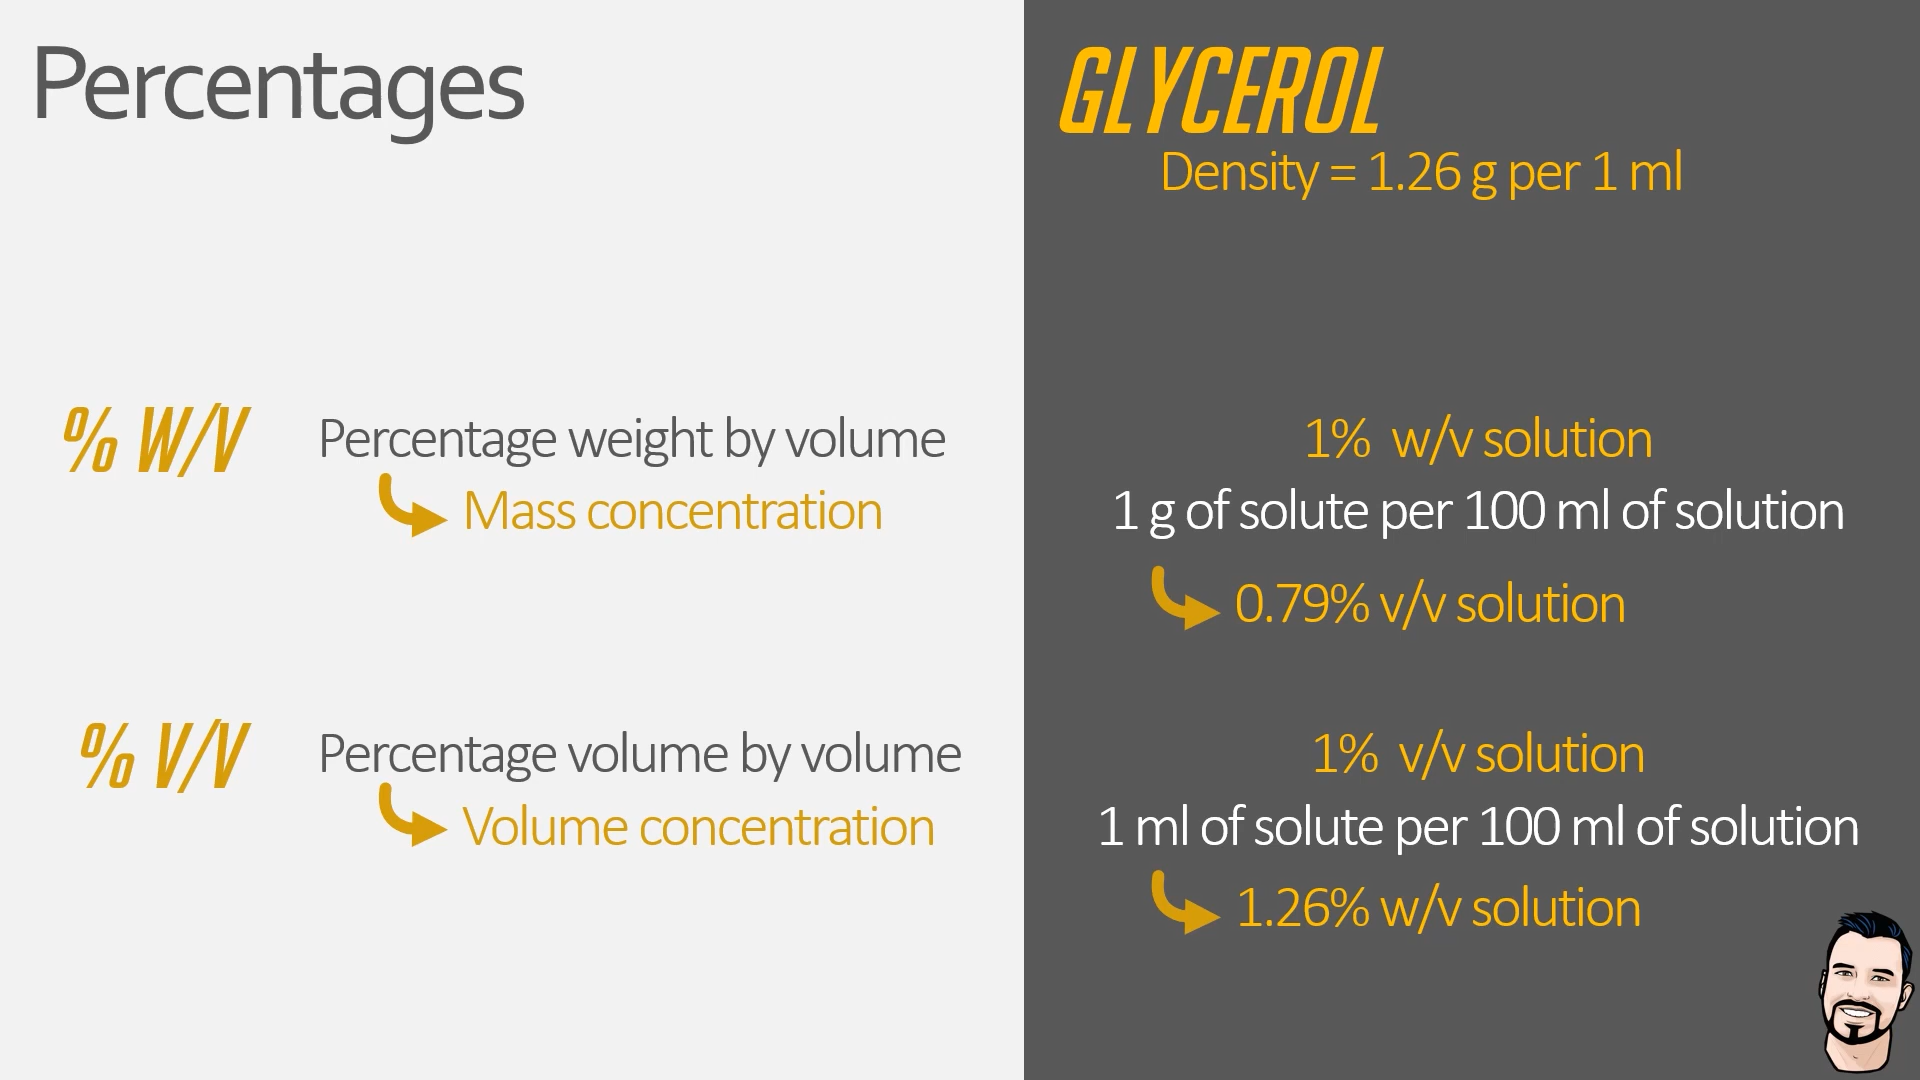 Percentages
% W/V
Percentage weight by volume
Mass concentration
% V/V
Percentage volume by volume
Volume concentration
GLYCEROL
Density = 1.26 g per 1 ml
1% w/v solution
1 g of solute per 100 ml of solution
0.79% v/v solution
1% v/v solution
1 ml of solute per 100 ml of solution
1.26% w/v solution